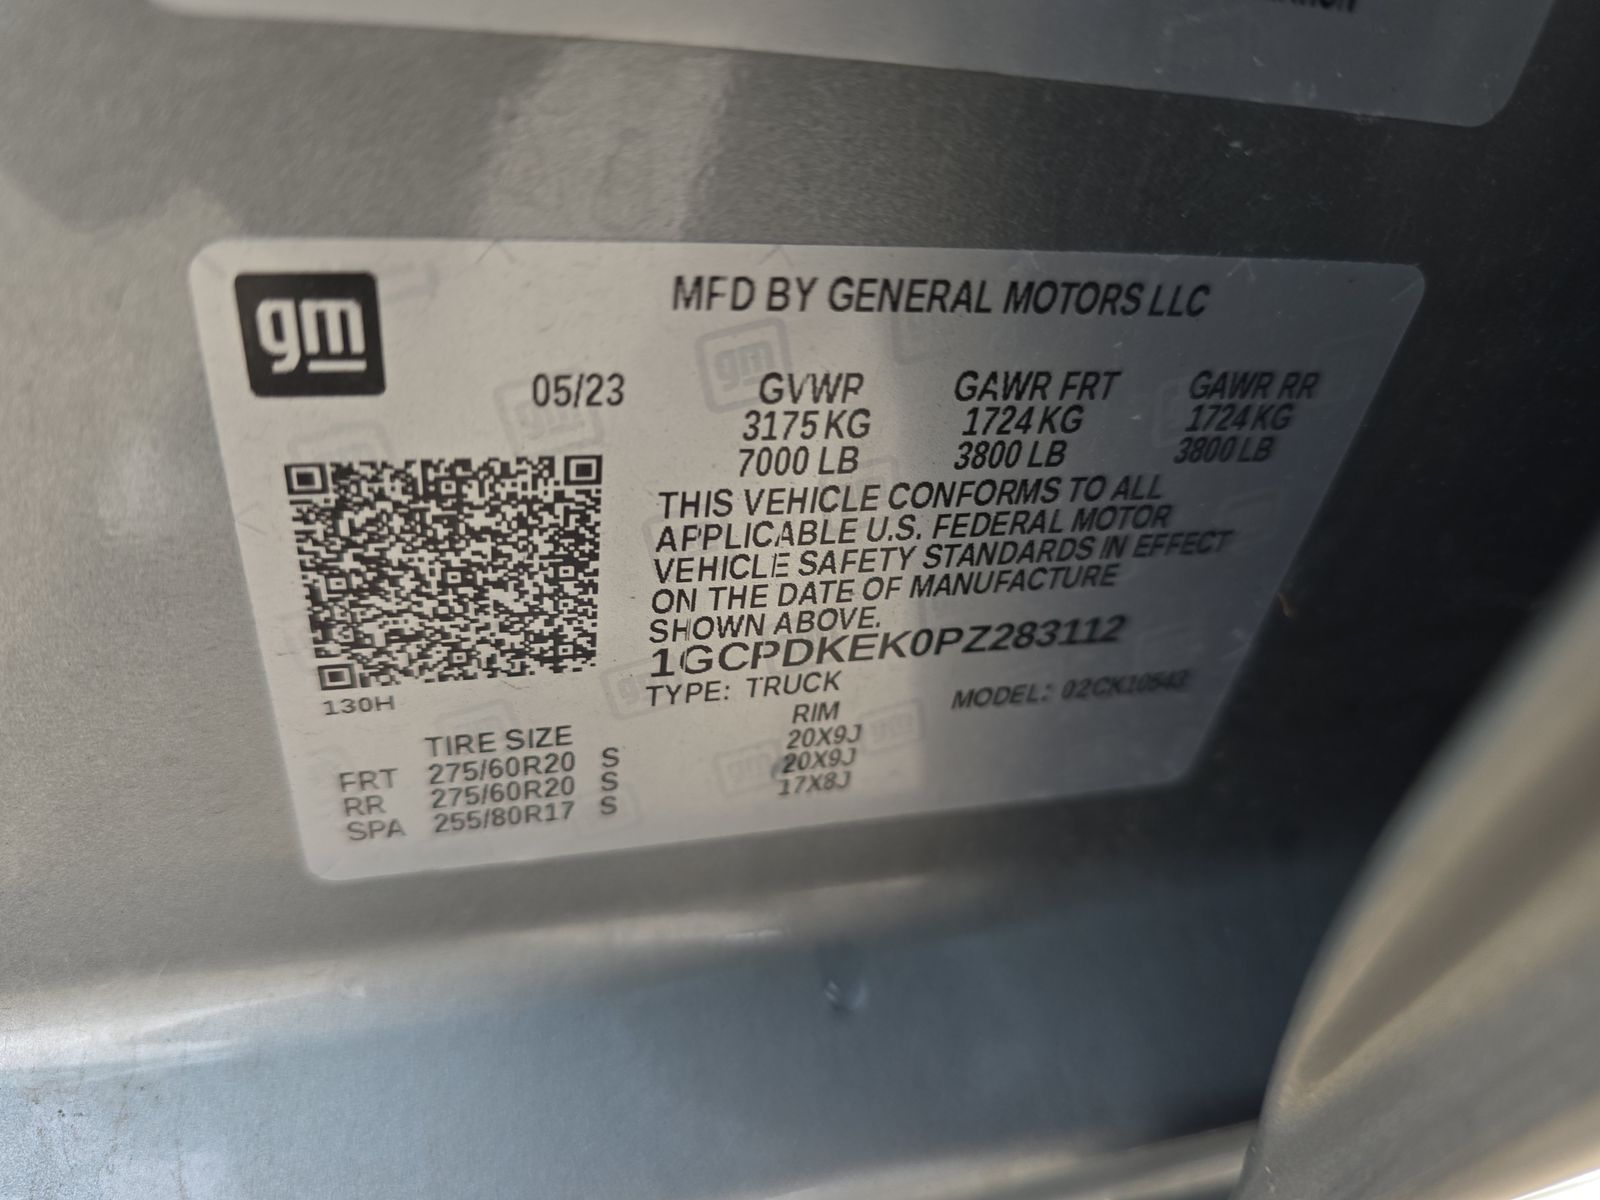 gm
MFD BY GENERAL MOTORS LLC
05/23 GVWR GAWR FRT GAWR RR
3175 KG 1724 KG 1724 KG
7000 LB 3800 LB 3800 LB
THIS VEHICLE CONFORMS TO ALL
APPLICABLE U.S. FEDERAL MOTOR
VEHICLE SAFETY STANDARDS IN EFFECT
ON THE DATE OF MANUFACTURE
SHOWN ABOVE.
1GCPDKEK0PZ283112
TYPE: TRUCK MODEL: 02CK10543
130H
TIRE SIZE RIM
FRT 275/60R20 S 20X9J
RR 275/60R20 S 20X9J
SPA 255/80R17 S 17X8J